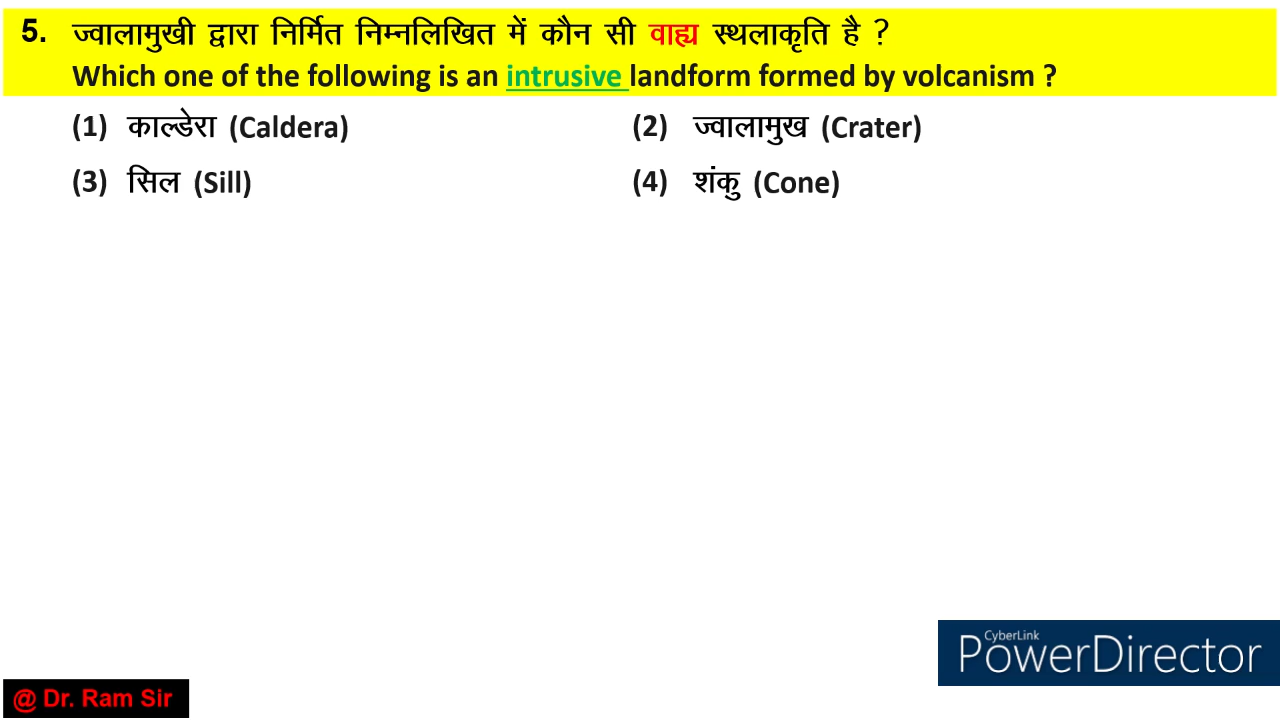 5. ज्वालामुखी द्वारा निर्मित निम्नलिखित में कौन सी वाह्य स्थलाकृति है ?
Which one of the following is an intrusive landform formed by volcanism ?
(1) काल्डेरा (Caldera) (2) ज्वालामुख (Crater)
(3) सिल (Sill) (4) शंकु (Cone)
CyberLink
PowerDirector
@ Dr. Ram Sir